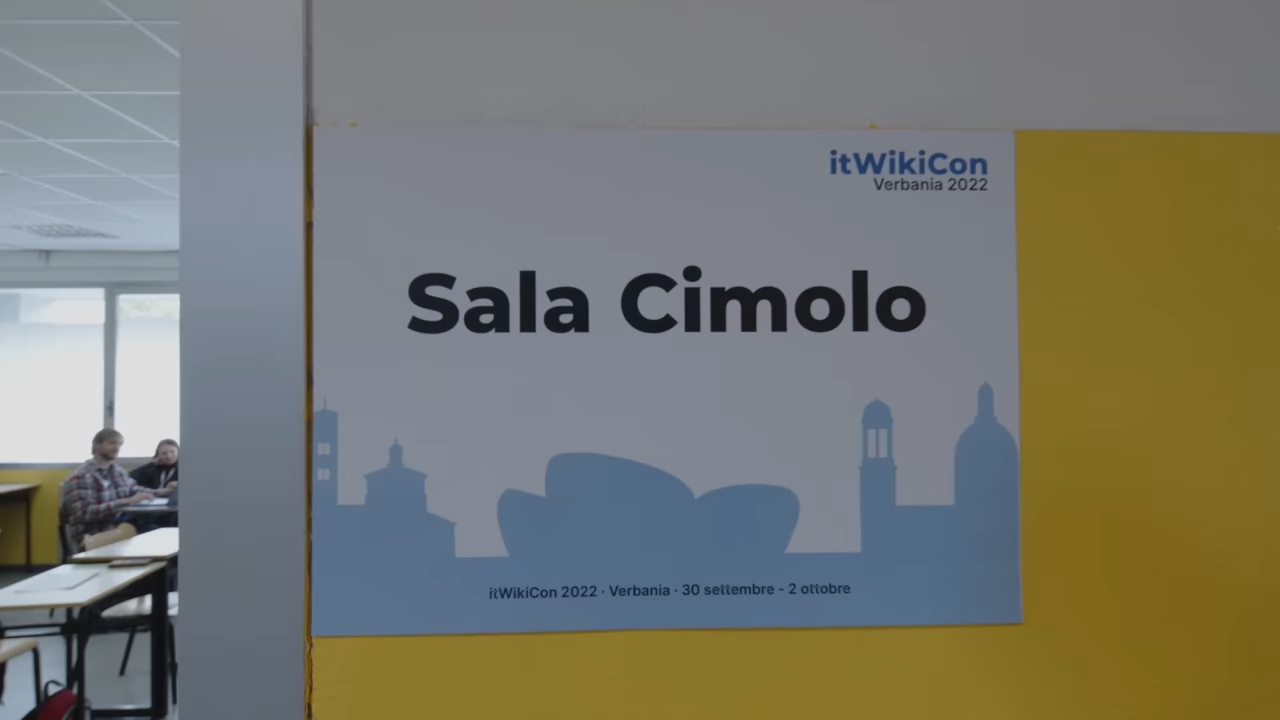 itWikiCon
Verbania 2022
Sala Cimolo
itWikiCon 2022 · Verbania · 30 settembre - 2 ottobre